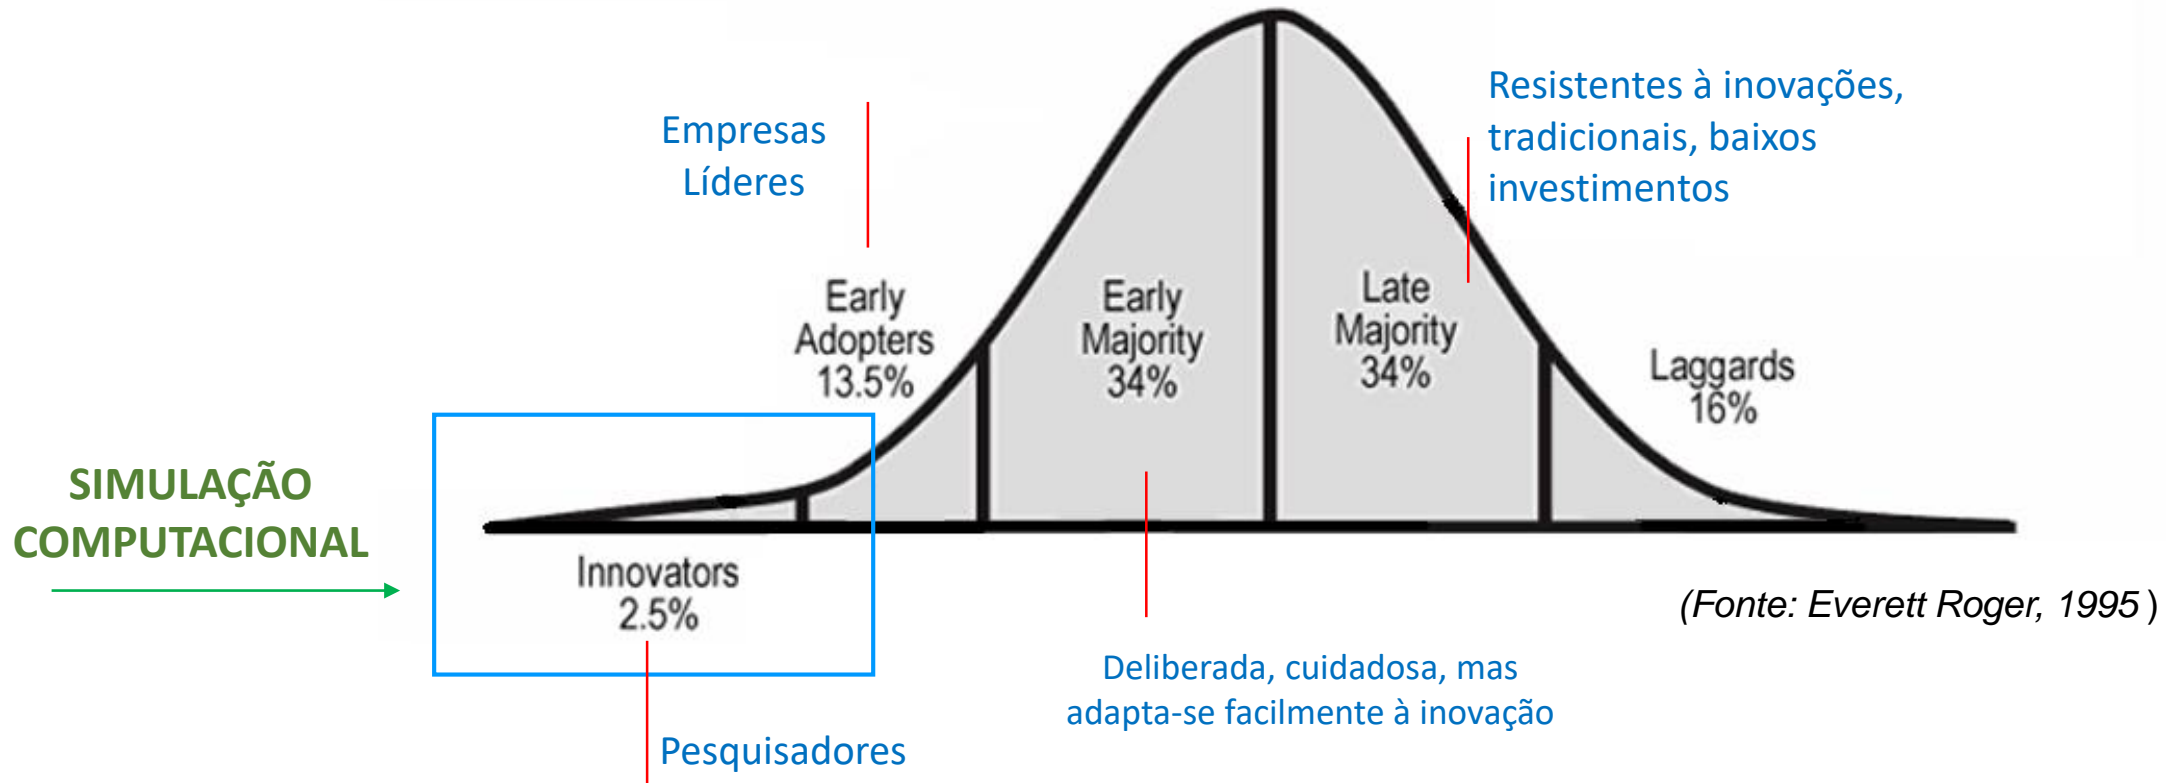 Empresas
Líderes
Resistentes à inovações,
tradicionais, baixos
investimentos
Early
Adopters
13.5%
Early
Majority
34%
Late
Majority
34%
Laggards
16%
SIMULAÇÃO
COMPUTACIONAL
Innovators
2.5%
(Fonte: Everett Roger, 1995 )
Deliberada, cuidadosa, mas
adapta-se facilmente à inovação
Pesquisadores